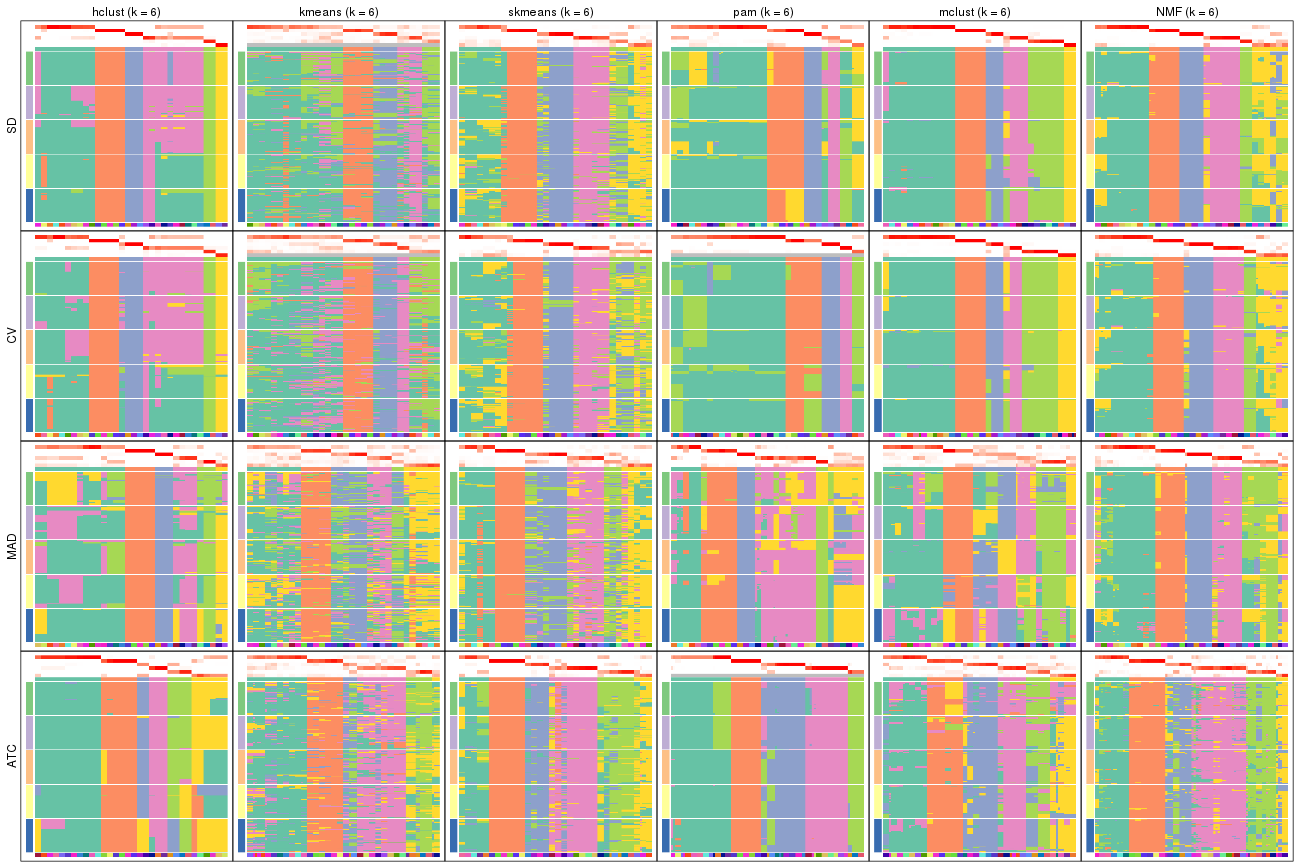 hclust (k = 6)
kmeans (k = 6)
skmeans (k = 6)
pam (k = 6)
mclust (k = 6)
NMF (k = 6)
SD
CV
MAD
ATC